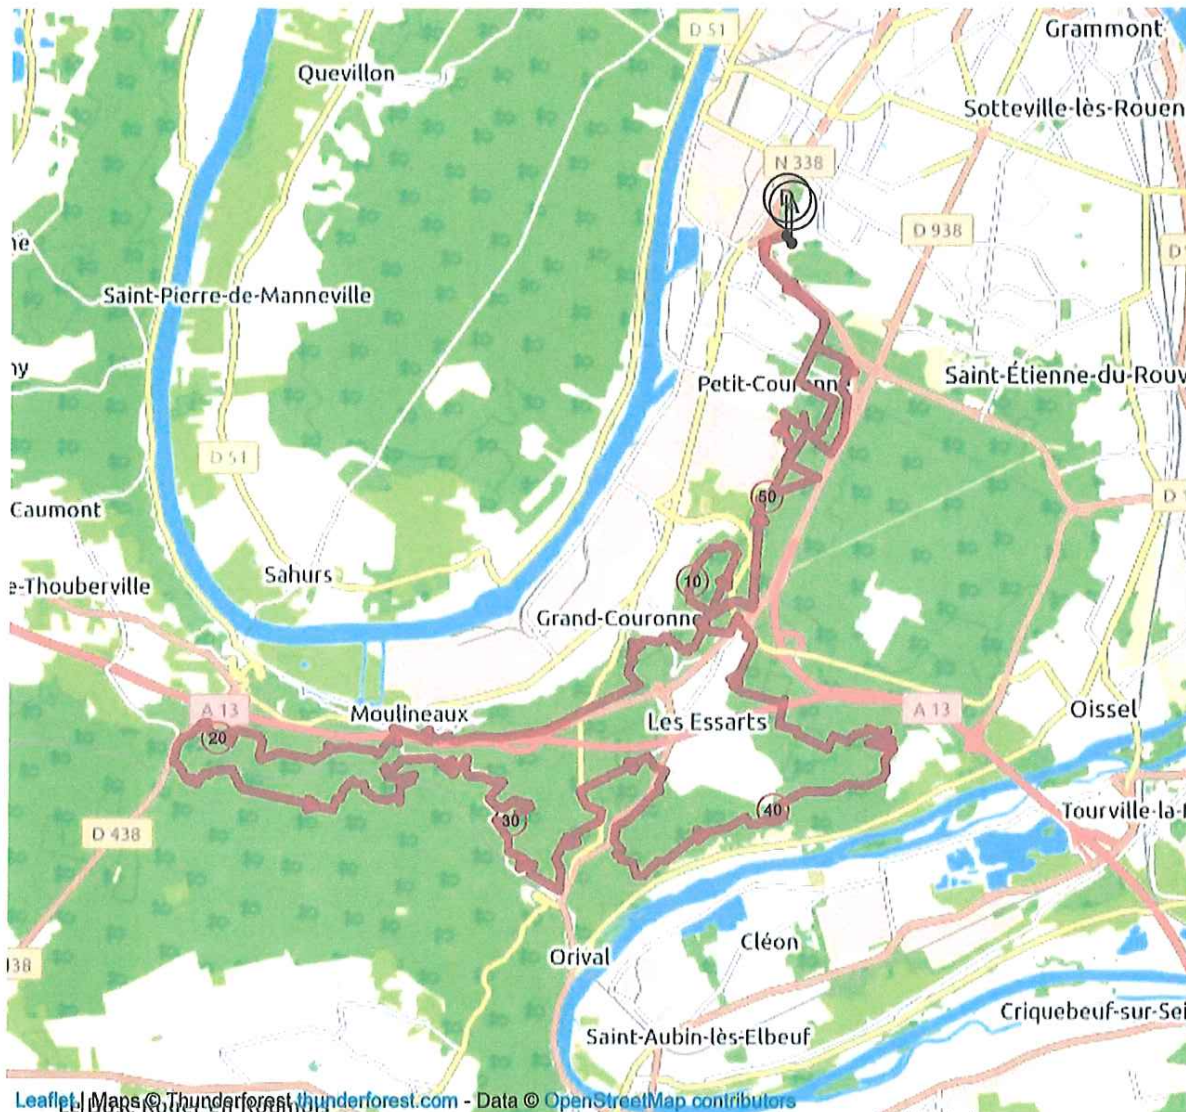 D 51
Grammont
Quevillon
Sotteville-lès-Rouen
N 338
D 938
Saint-Pierre-de-Manneville
Petit-Couronne
Saint-Étienne-du-Rouv
D 51
50
Caumont
Sahurs
e-Thouberville
10
Grand-Couronne
A 13
20
Moulineaux
Les Essarts
A 13
Oissel
30
40
D 438
Tourville-la-
Orival
Cléon
Criquebeuf-sur-Sei
Saint-Aubin-lès-Elbeuf
Leaflet | Maps © Thunderforest thunderforest.com - Data © OpenStreetMap contributors